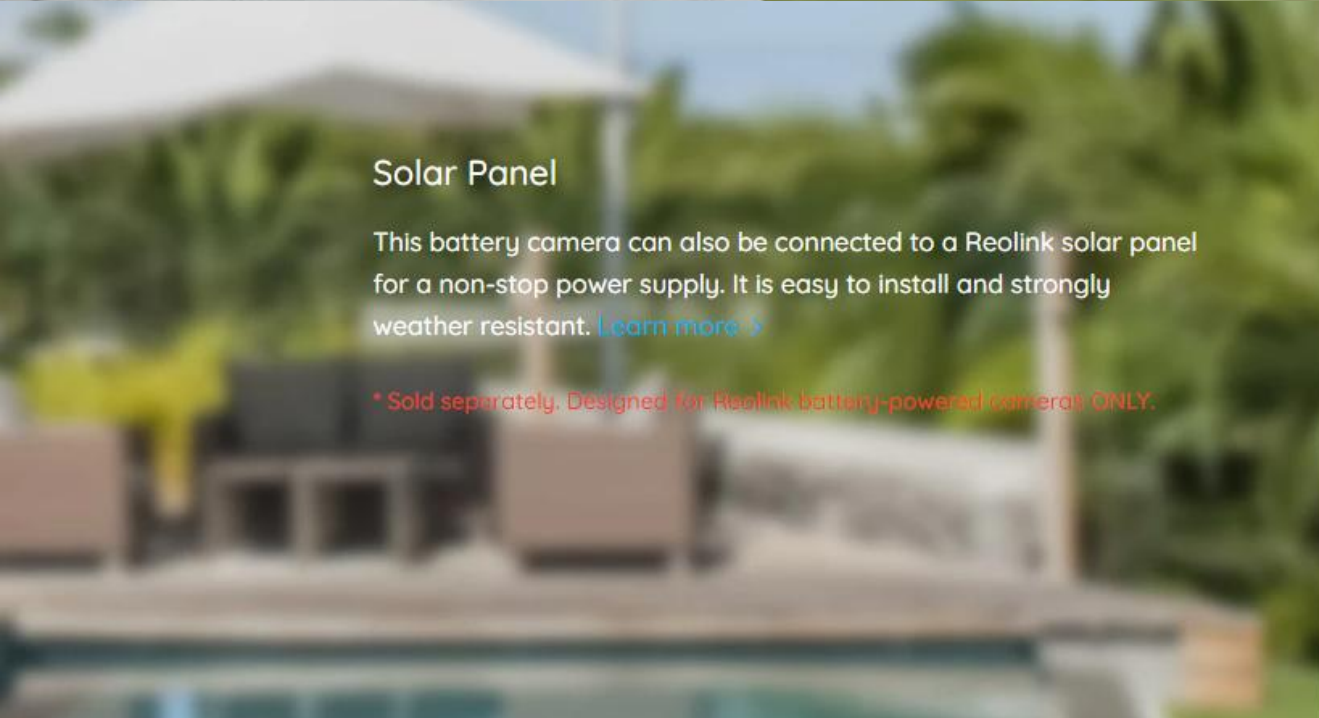 Solar Panel
This battery camera can also be connected to a Reolink solar panel
for a non-stop power supply. It is easy to install and strongly
weather resistant. Learn more >
* Sold separately. Designed for Reolink battery-powered cameras ONLY.